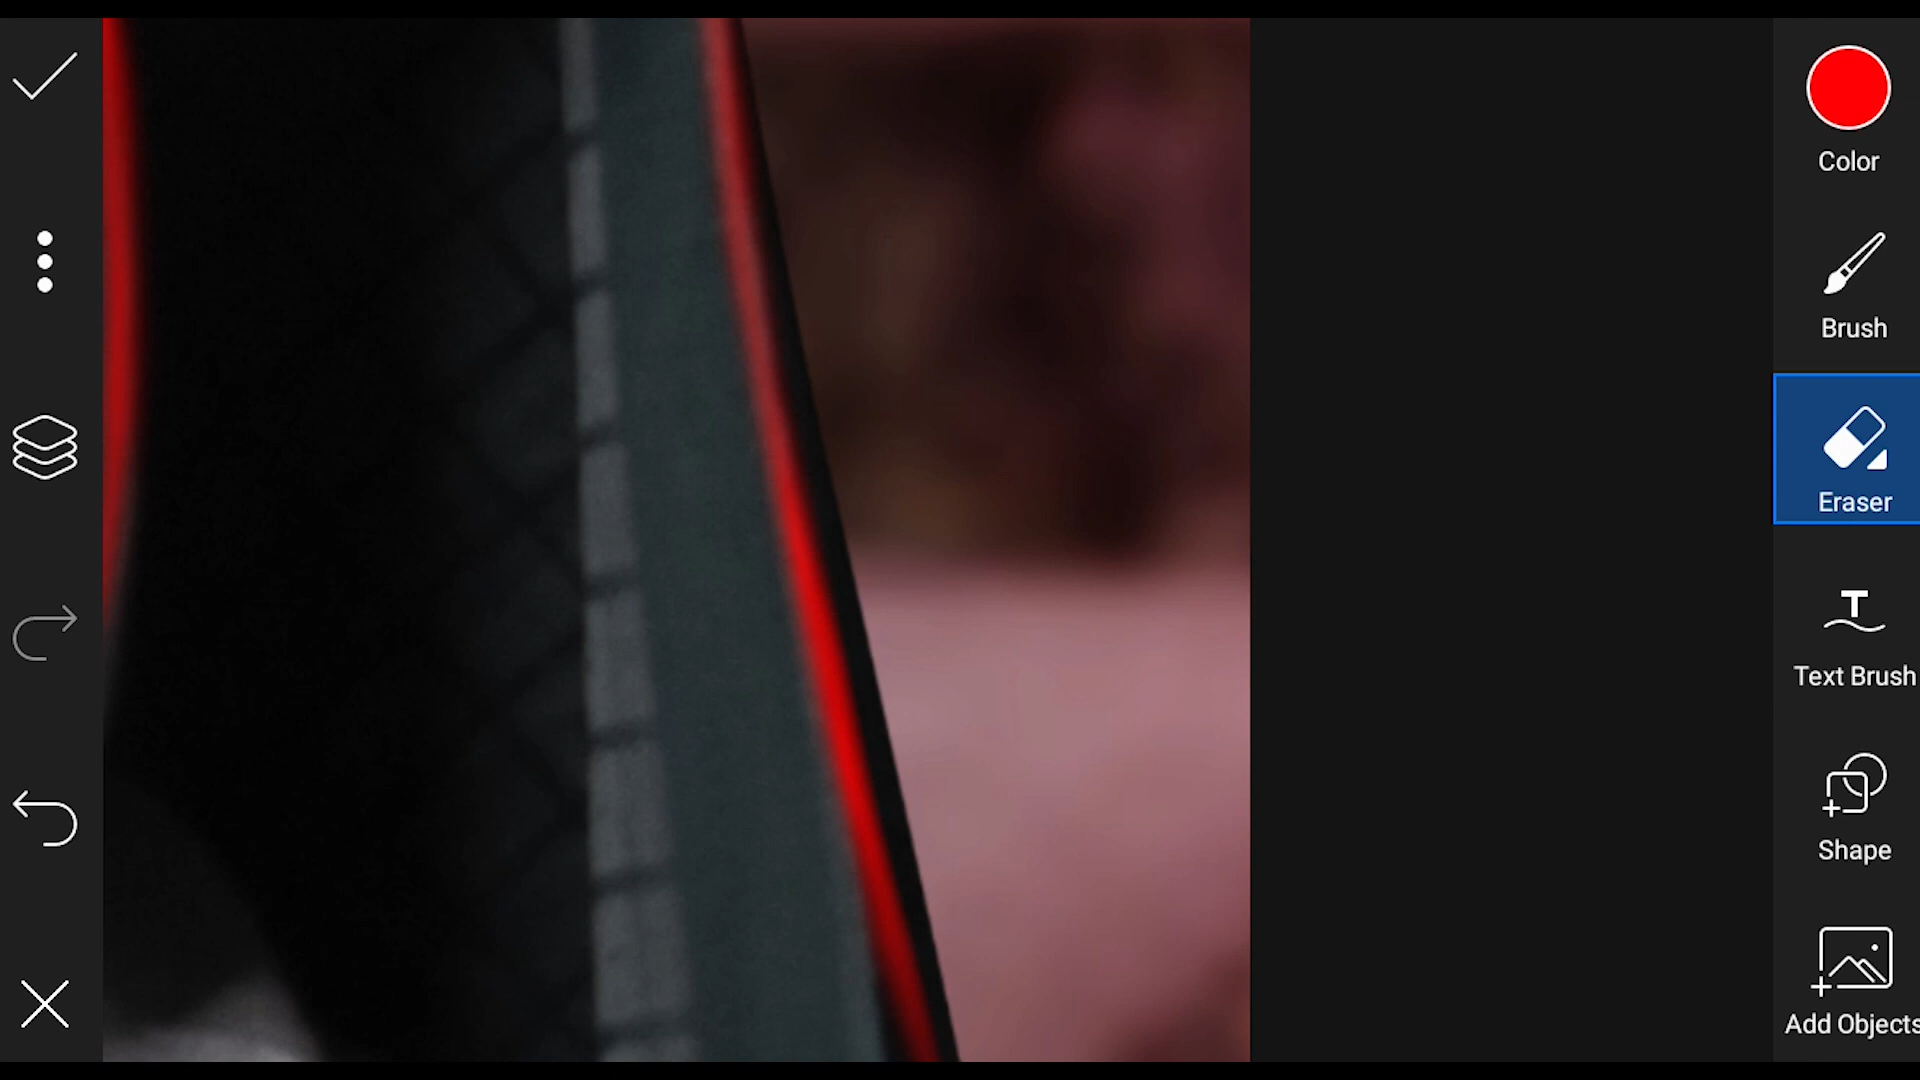 Color
Brush
Eraser
T
Text Brush
Shape
Add Objects